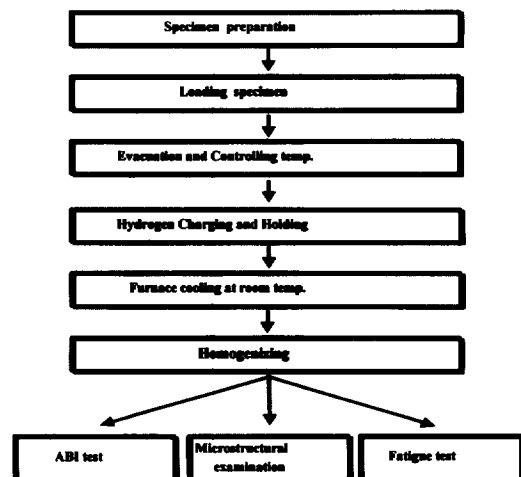 Specimen preparation
Loading specimen
Evacuation and Controlling temp.
Hydrogen Charging and Holding
Furnace cooling at room temp.
Homogenizing
ABI test
Microstructural
examination
Fatigue test